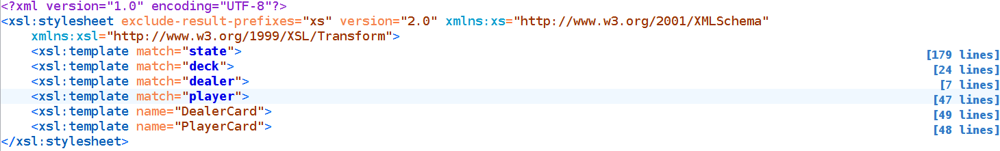 <?xml version="1.0" encoding="UTF-8"?>
<xsl:stylesheet exclude-result-prefixes="xs" version="2.0" xmlns:xs="http://www.w3.org/2001/XMLSchema"
    xmlns:xsl="http://www.w3.org/1999/XSL/Transform">
    <xsl:template match="state"> [179 lines]
    <xsl:template match="deck"> [24 lines]
    <xsl:template match="dealer"> [7 lines]
    <xsl:template match="player"> [47 lines]
    <xsl:template name="DealerCard"> [49 lines]
    <xsl:template name="PlayerCard"> [48 lines]
</xsl:stylesheet>